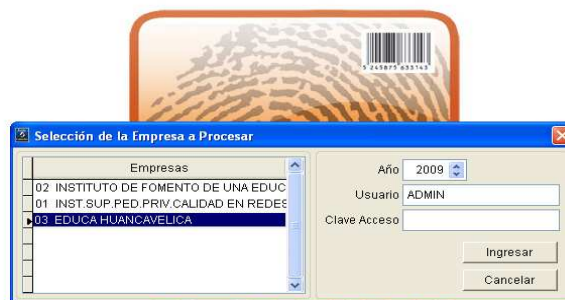 5 245875 633143
Selección de la Empresa a Procesar
Empresas
02 INSTITUTO DE FOMENTO DE UNA EDUC
01 INST.SUP.PED.PRIV.CALIDAD EN REDES
03 EDUCA HUANCAVELICA
Año 2009
Usuario ADMIN
Clave Acceso
Ingresar
Cancelar